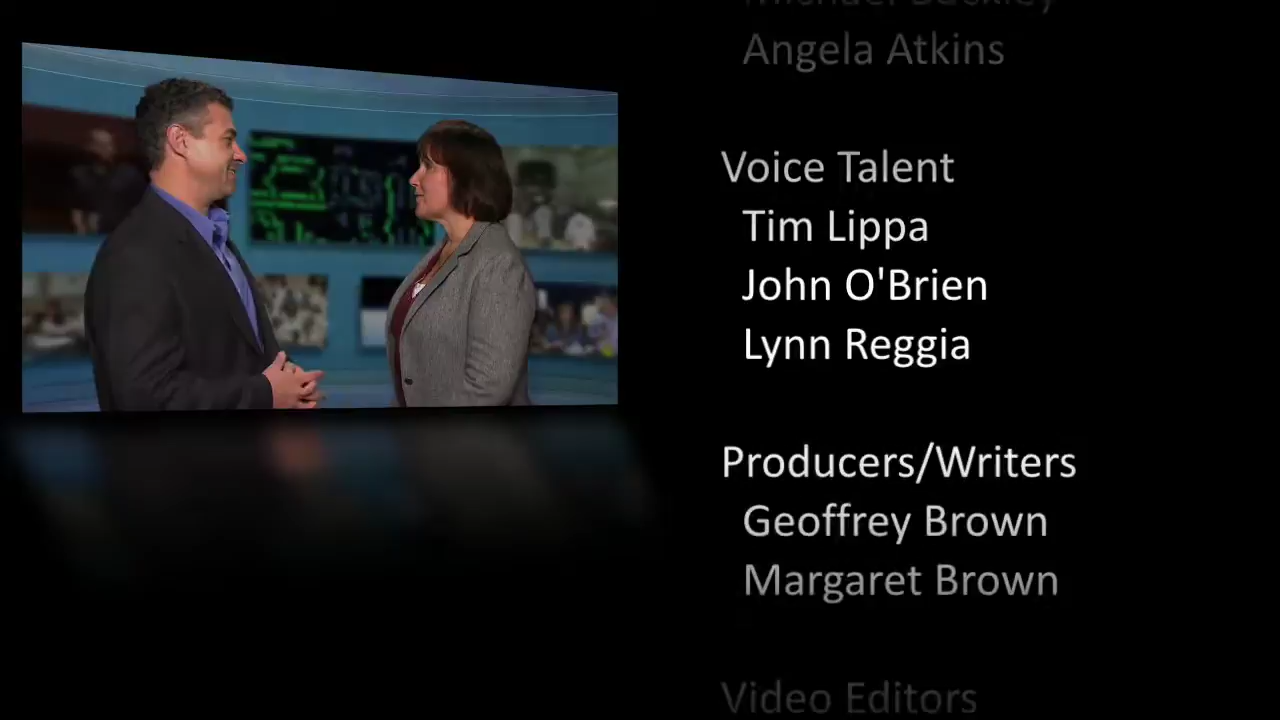 Angela Atkins
Voice Talent
Tim Lippa
John O'Brien
Lynn Reggia
Producers/Writers
Geoffrey Brown
Margaret Brown
Video Editors